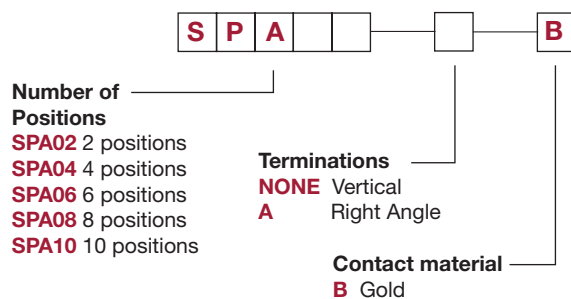 S P A B
Number of
Positions
SPA02 2 positions
SPA04 4 positions
SPA06 6 positions
SPA08 8 positions
SPA10 10 positions
Terminations
NONE Vertical
A Right Angle
Contact material
B Gold